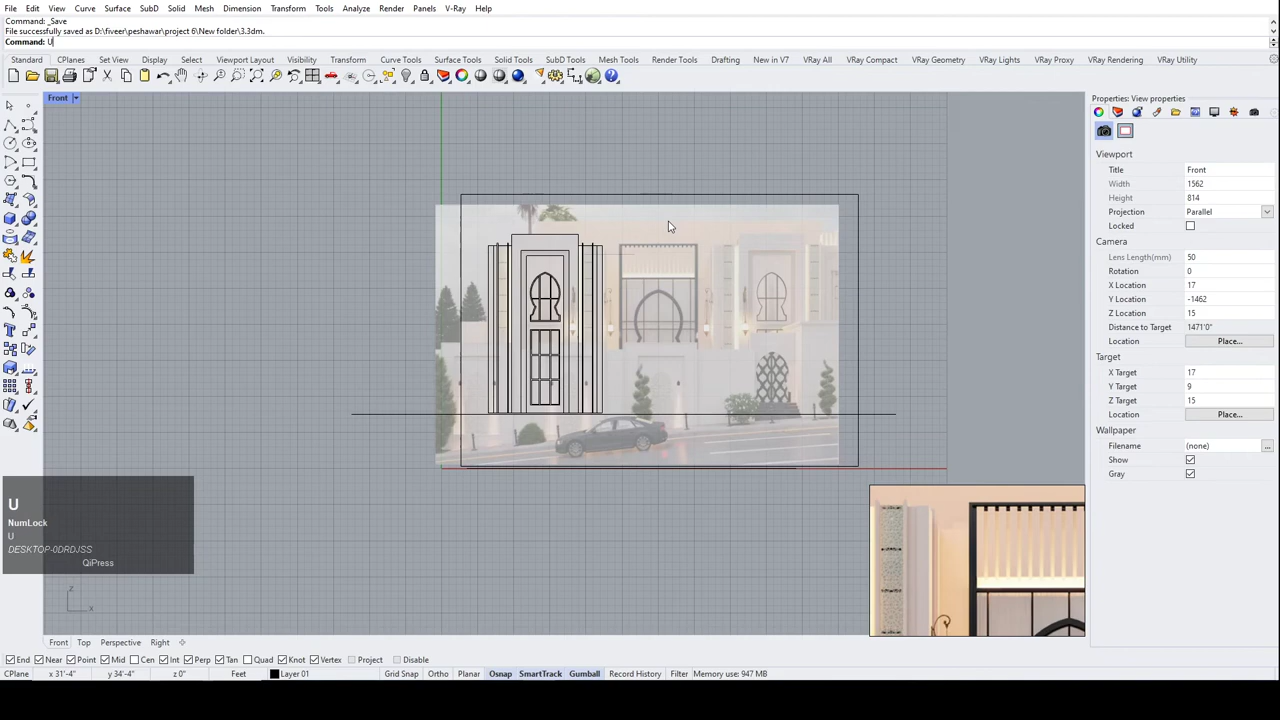 File Edit View Curve Surface SubD Solid Mesh Dimension Transform Tools Analyze Render Panels V-Ray Help
Command: _Save
File successfully saved as D:\fiveer\peshawar\project 6\New folder\3.3dm.
Command: U
Standard CPlanes Set View Display Select Viewport Layout Visibility Transform Curve Tools Surface Tools Solid Tools SubD Tools Mesh Tools Render Tools Drafting New in V7 VRay All VRay Compact VRay Geometry VRay Lights VRay Proxy VRay Rendering VRay Utility
Front
Properties: View properties
Viewport
Title Front
Width 1562
Height 814
Projection Parallel
Locked
Camera
Lens Length(mm) 50
Rotation 0
X Location 17
Y Location -1462
Z Location 15
Distance to Target 1471'0"
Location Place...
Target
X Target 17
Y Target 9
Z Target 15
Location Place...
Wallpaper
Filename (none) ...
Show
Gray
U
NumLock
U
DESKTOP-0DRDJSS
QiPress
z
x
Front Top Perspective Right
End Near Point Mid Cen Int Perp Tan Quad Knot Vertex Project Disable
CPlane x 31'-4" y 34'-4" z 0" Feet Layer 01 Grid Snap Ortho Planar Osnap SmartTrack Gumball Record History Filter Memory use: 947 MB